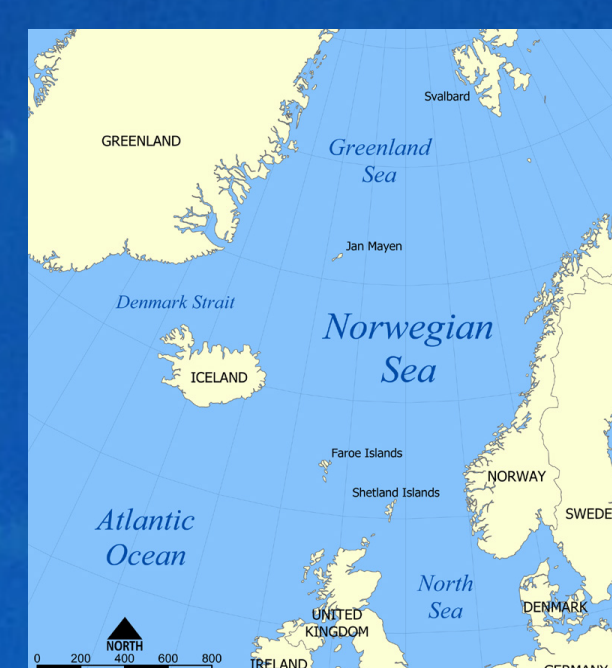 Svalbard
GREENLAND
Greenland
Sea
Jan Mayen
Denmark Strait
Norwegian
Sea
ICELAND
Faroe Islands
NORWAY
Shetland Islands
SWEDE
Atlantic
Ocean
North
Sea
DENMARK
UNITED
KINGDOM
NORTH
0 200 400 600 800
IRELAND
GERMANY